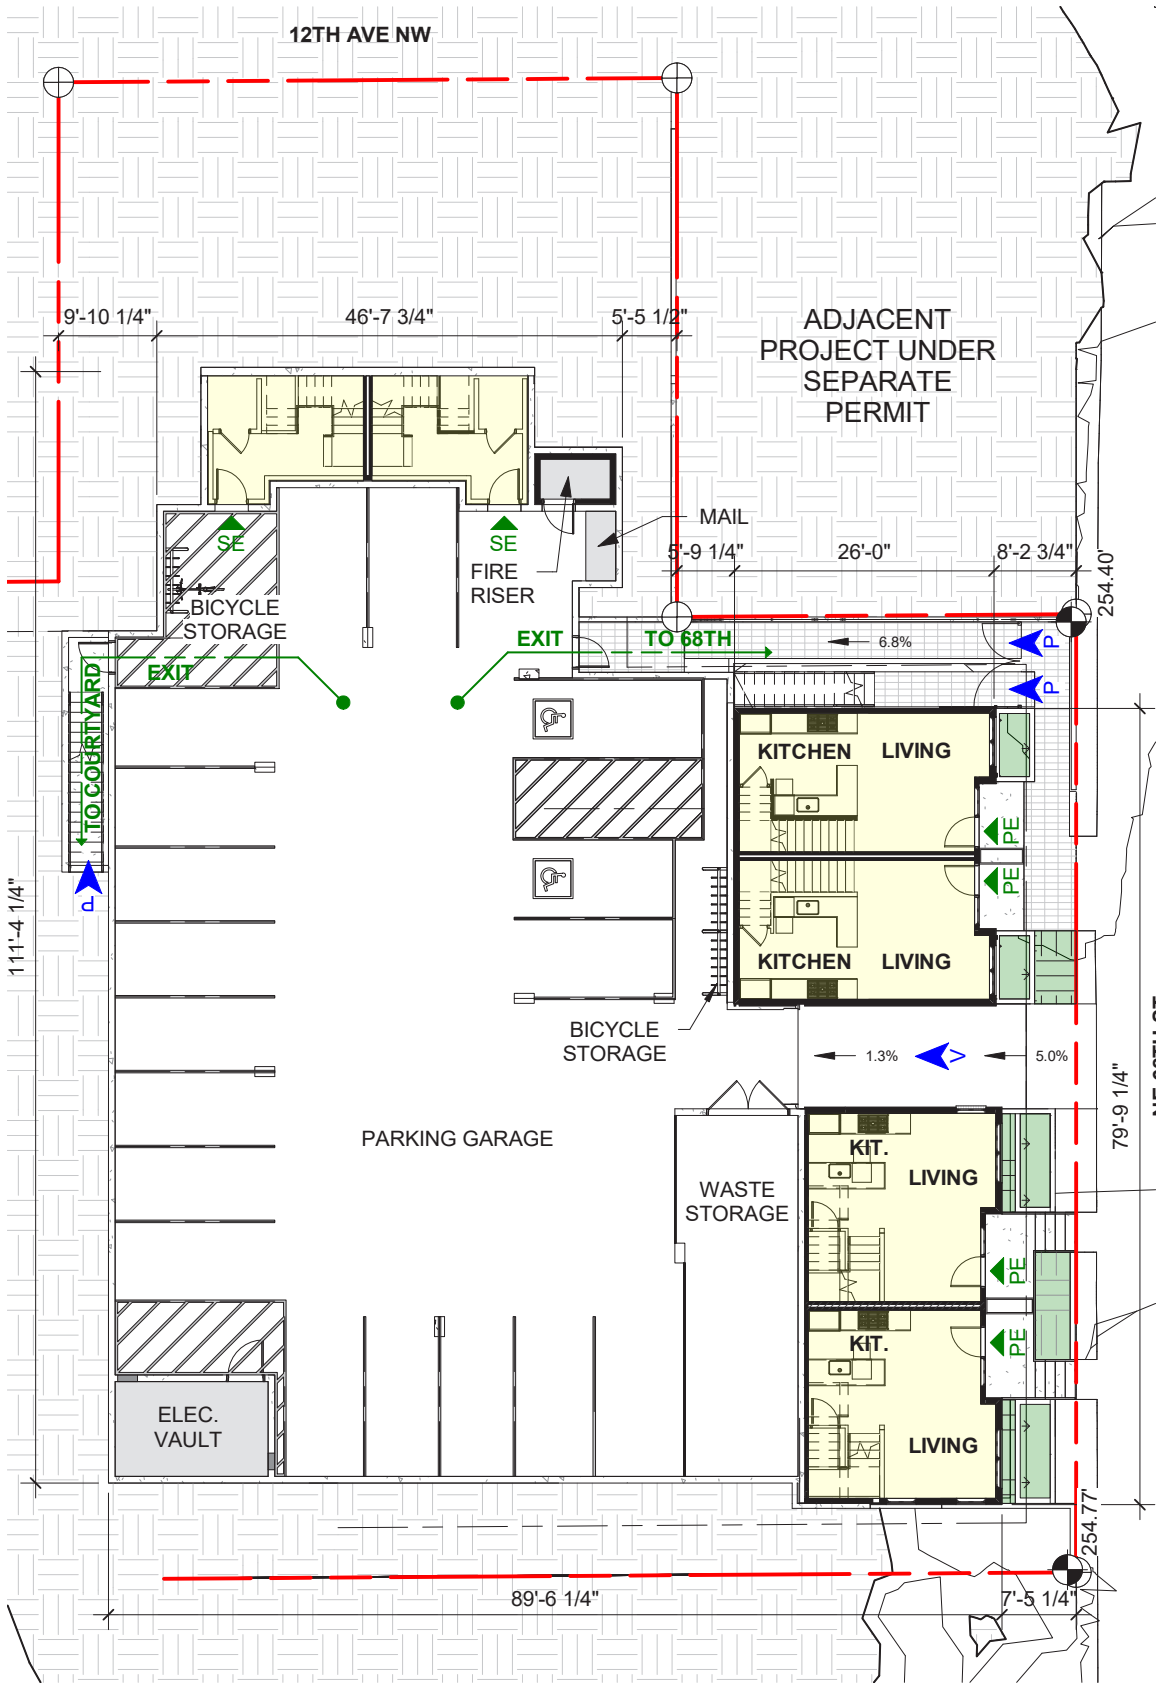 12TH AVE NW
9'-10 1/4"
46'-7 3/4"
5'-5 1/2"
ADJACENT
PROJECT UNDER
SEPARATE
PERMIT
MAIL
SE
SE
FIRE
RISER
5'-9 1/4"
26'-0"
8'-2 3/4"
254.40'
BICYCLE
STORAGE
EXIT
TO 68TH
6.8%
P
P
EXIT
TO COURTYARD
KITCHEN
LIVING
PE
PE
P
KITCHEN
LIVING
111'-4 1/4"
BICYCLE
STORAGE
1.3%
V
5.0%
79'-9 1/4"
PARKING GARAGE
KIT.
LIVING
WASTE
STORAGE
PE
PE
KIT.
ELEC.
VAULT
LIVING
254.77'
89'-6 1/4"
7'-5 1/4"